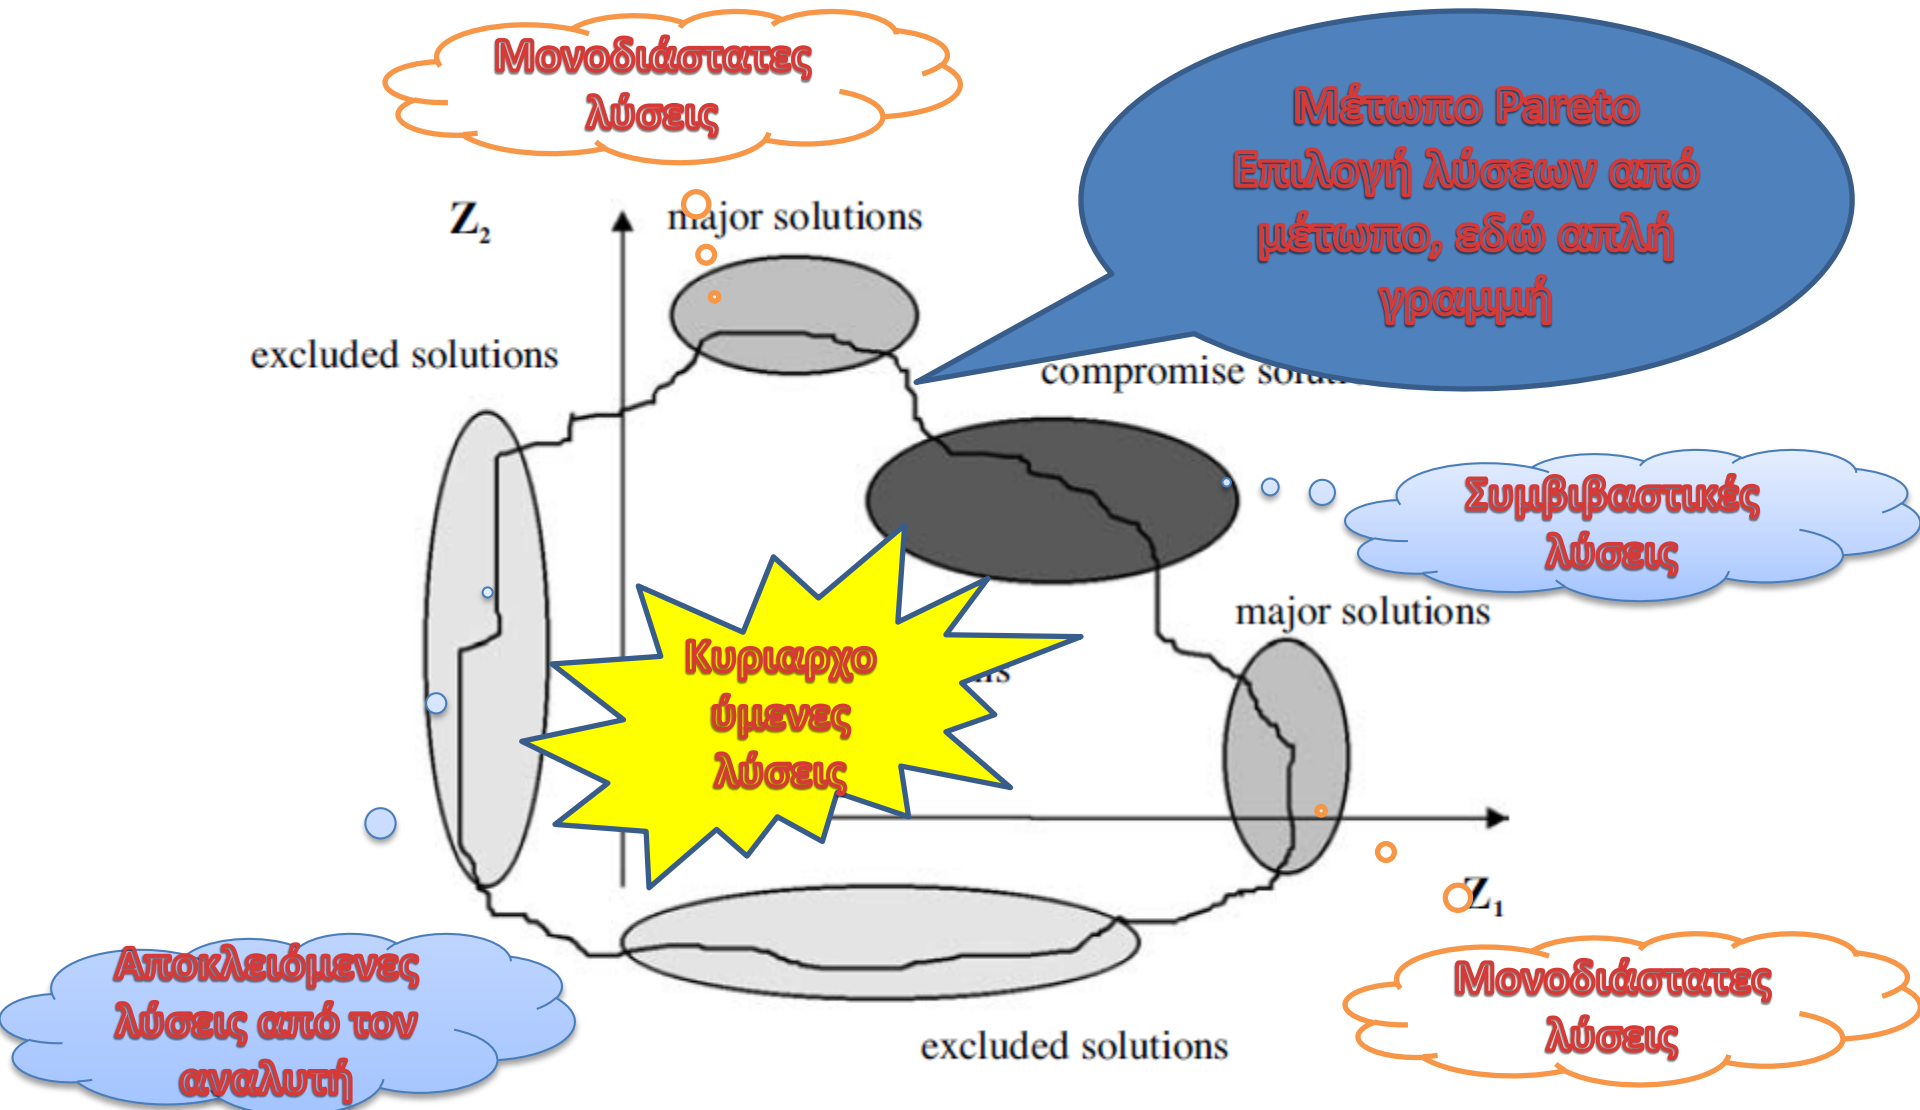 Μονοδιάστατες
λύσεις
Μέτωπο Pareto
Επιλογή λύσεων από
μέτωπο, εδώ απλή
γραμμή
Z2
major solutions
excluded solutions
compromise
Συμβιβαστικές
λύσεις
major solutions
Κυριαρχο
ύμενες
λύσεις
Z1
Αποκλειόμενες
λύσεις από τον
αναλυτή
Μονοδιάστατες
λύσεις
excluded solutions